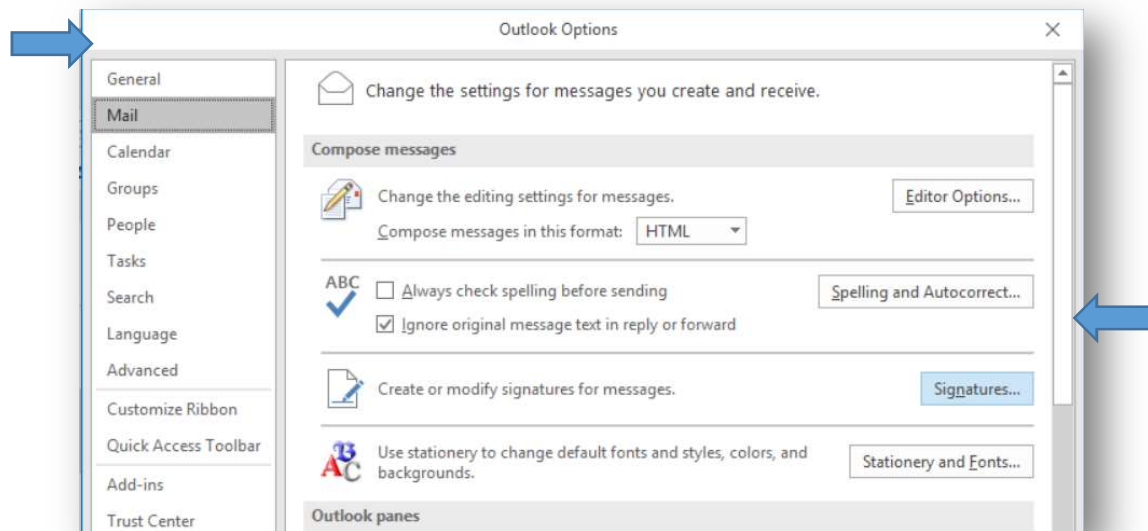 Outlook Options
General
Mail
Calendar
Groups
People
Tasks
Search
Language
Advanced
Customize Ribbon
Quick Access Toolbar
Add-ins
Trust Center
Change the settings for messages you create and receive.
Compose messages
Change the editing settings for messages.
Editor Options...
Compose messages in this format: HTML
ABC
Always check spelling before sending
Spelling and Autocorrect...
Ignore original message text in reply or forward
Create or modify signatures for messages.
Signatures...
Use stationery to change default fonts and styles, colors, and
backgrounds.
Stationery and Fonts...
Outlook panes